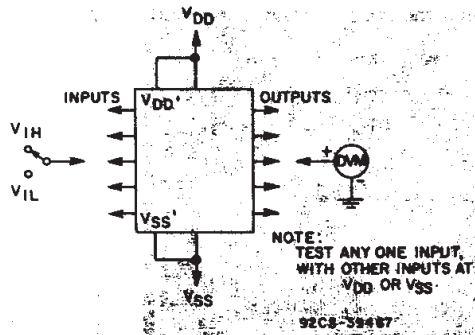 VDD
INPUTS
VDD'
OUTPUTS
VIH
+
DVM
-
VIL
VSS'
NOTE:
TEST ANY ONE INPUT,
WITH OTHER INPUTS AT
VDD OR VSS.
VSS
92CS-39467